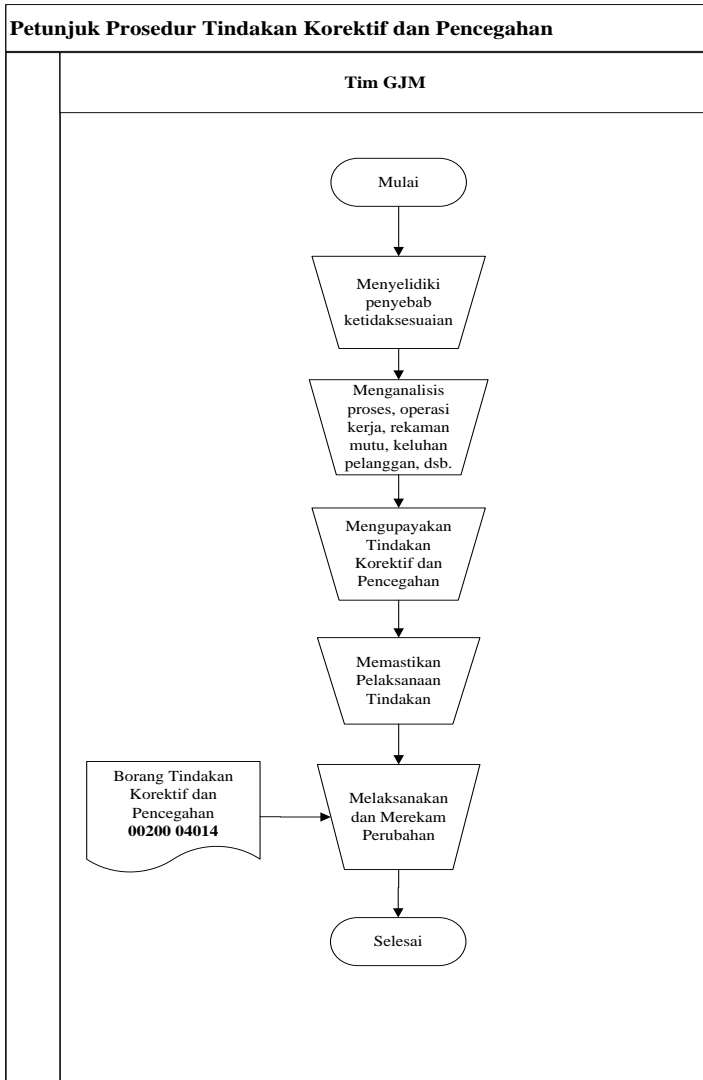 Petunjuk Prosedur Tindakan Korektif dan Pencegahan
Tim GJM
Mulai
Menyelidiki
penyebab
ketidaksesuaian
Menganalisis
proses, operasi
kerja, rekaman
mutu, keluhan
pelanggan, dsb.
Mengupayakan
Tindakan
Korektif dan
Pencegahan
Memastikan
Pelaksanaan
Tindakan
Borang Tindakan
Korektif dan
Pencegahan
00200 04014
Melaksanakan
dan Merekam
Perubahan
Selesai